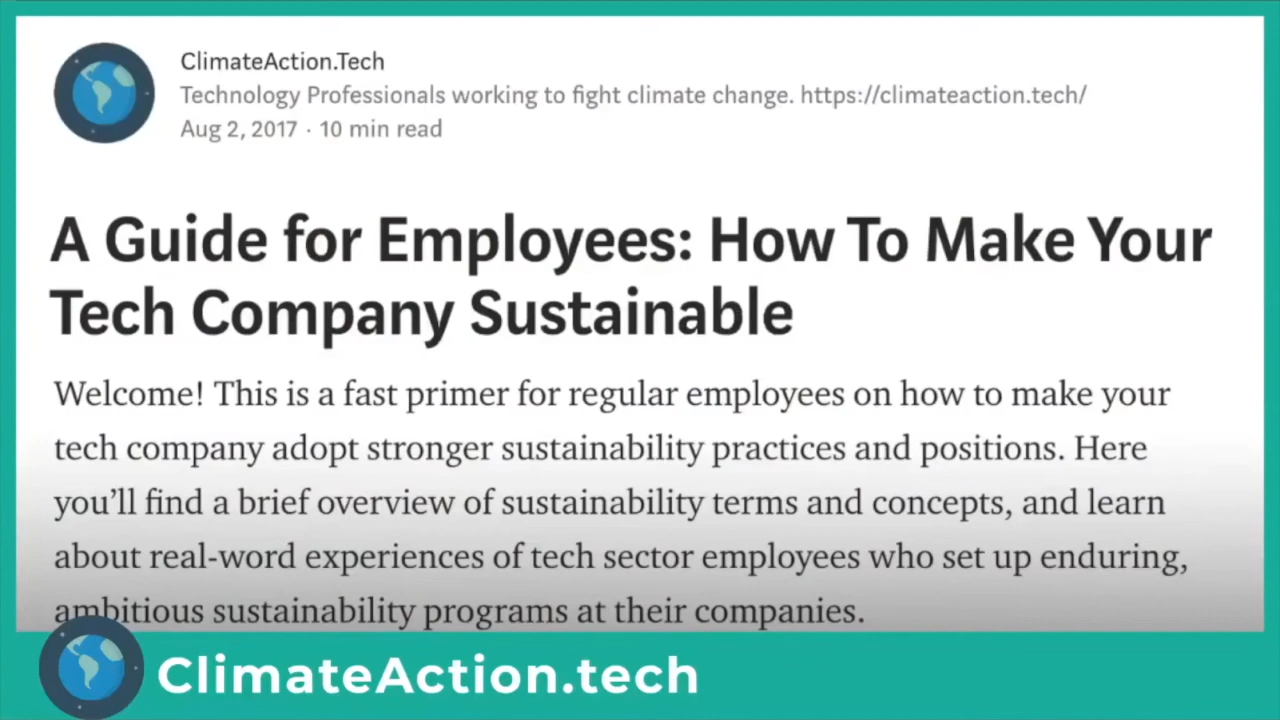 ClimateAction.Tech
Technology Professionals working to fight climate change. https://climateaction.tech/
Aug 2, 2017 · 10 min read
A Guide for Employees: How To Make Your
Tech Company Sustainable
Welcome! This is a fast primer for regular employees on how to make your
tech company adopt stronger sustainability practices and positions. Here
you’ll find a brief overview of sustainability terms and concepts, and learn
about real-word experiences of tech sector employees who set up enduring,
ambitious sustainability programs at their companies.
ClimateAction.tech